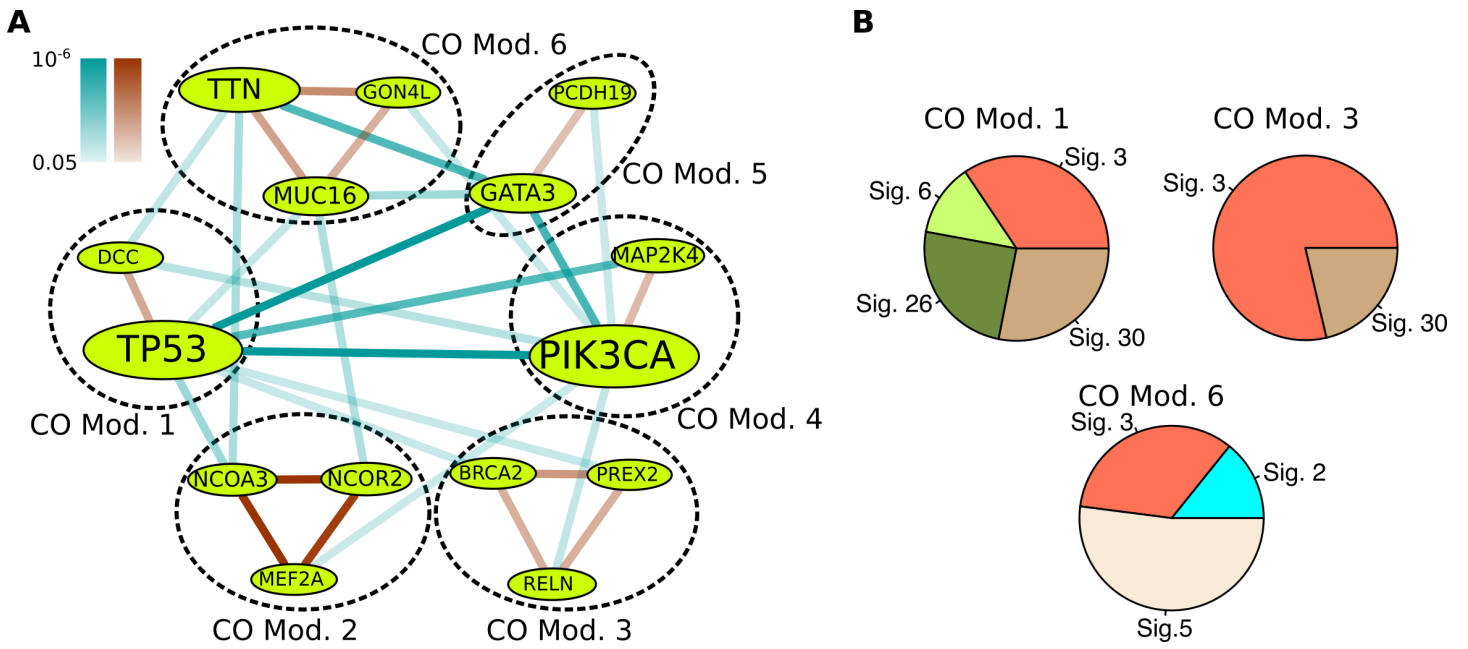 A
10-6
0.05
CO Mod. 6
TTN
GON4L
MUC16
PCDH19
GATA3
CO Mod. 5
DCC
TP53
CO Mod. 1
MAP2K4
PIK3CA
CO Mod. 4
NCOA3
NCOR2
MEF2A
CO Mod. 2
BRCA2
PREX2
RELN
CO Mod. 3
B
CO Mod. 1
Sig. 3
Sig. 6
Sig. 26
Sig. 30
CO Mod. 3
Sig. 3
Sig. 30
CO Mod. 6
Sig. 3
Sig. 2
Sig.5